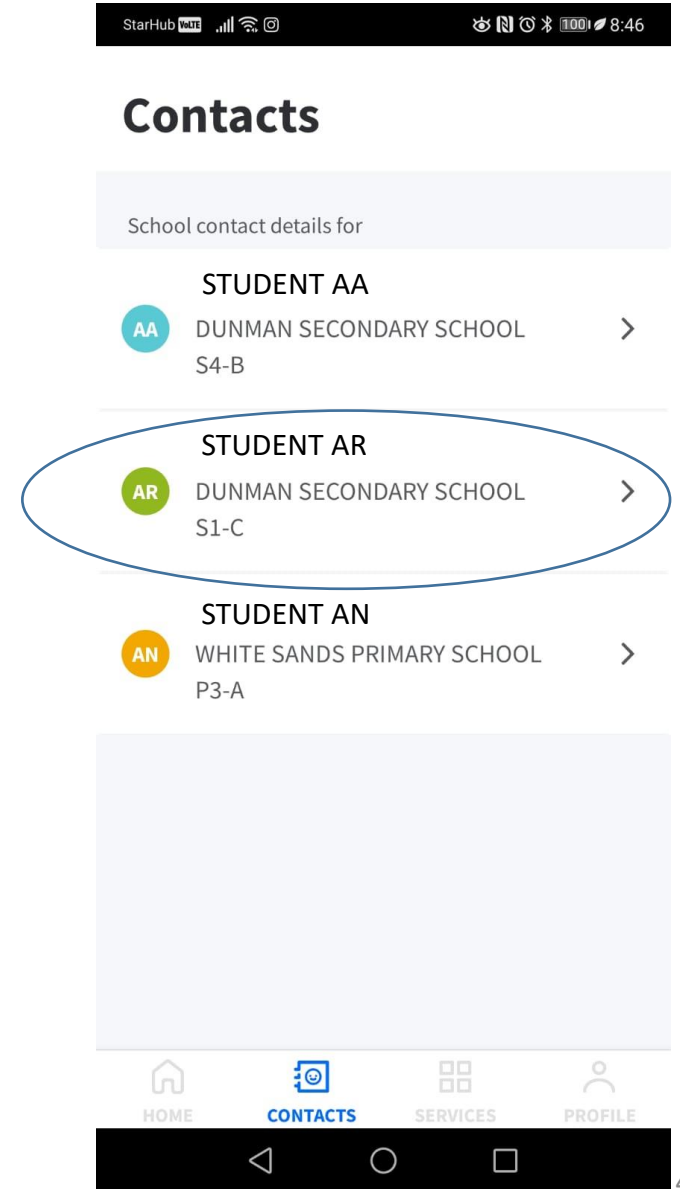 StarHub VoLTE 100 8:46
Contacts
School contact details for
STUDENT AA
AA
DUNMAN SECONDARY SCHOOL
S4-B
STUDENT AR
AR
DUNMAN SECONDARY SCHOOL
S1-C
STUDENT AN
AN
WHITE SANDS PRIMARY SCHOOL
P3-A
HOME CONTACTS SERVICES PROFILE